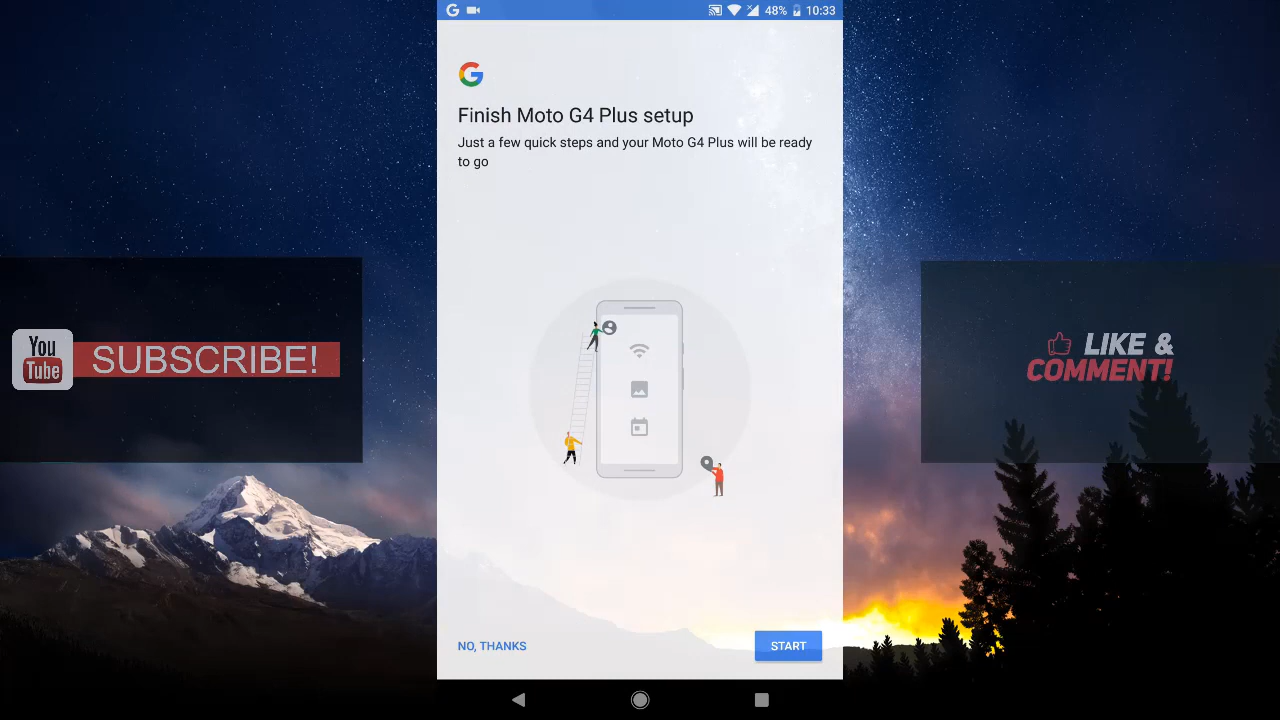 48% 10:33
Finish Moto G4 Plus setup
Just a few quick steps and your Moto G4 Plus will be ready
to go
You
Tube
SUBSCRIBE!
LIKE &
COMMENT!
NO, THANKS
START